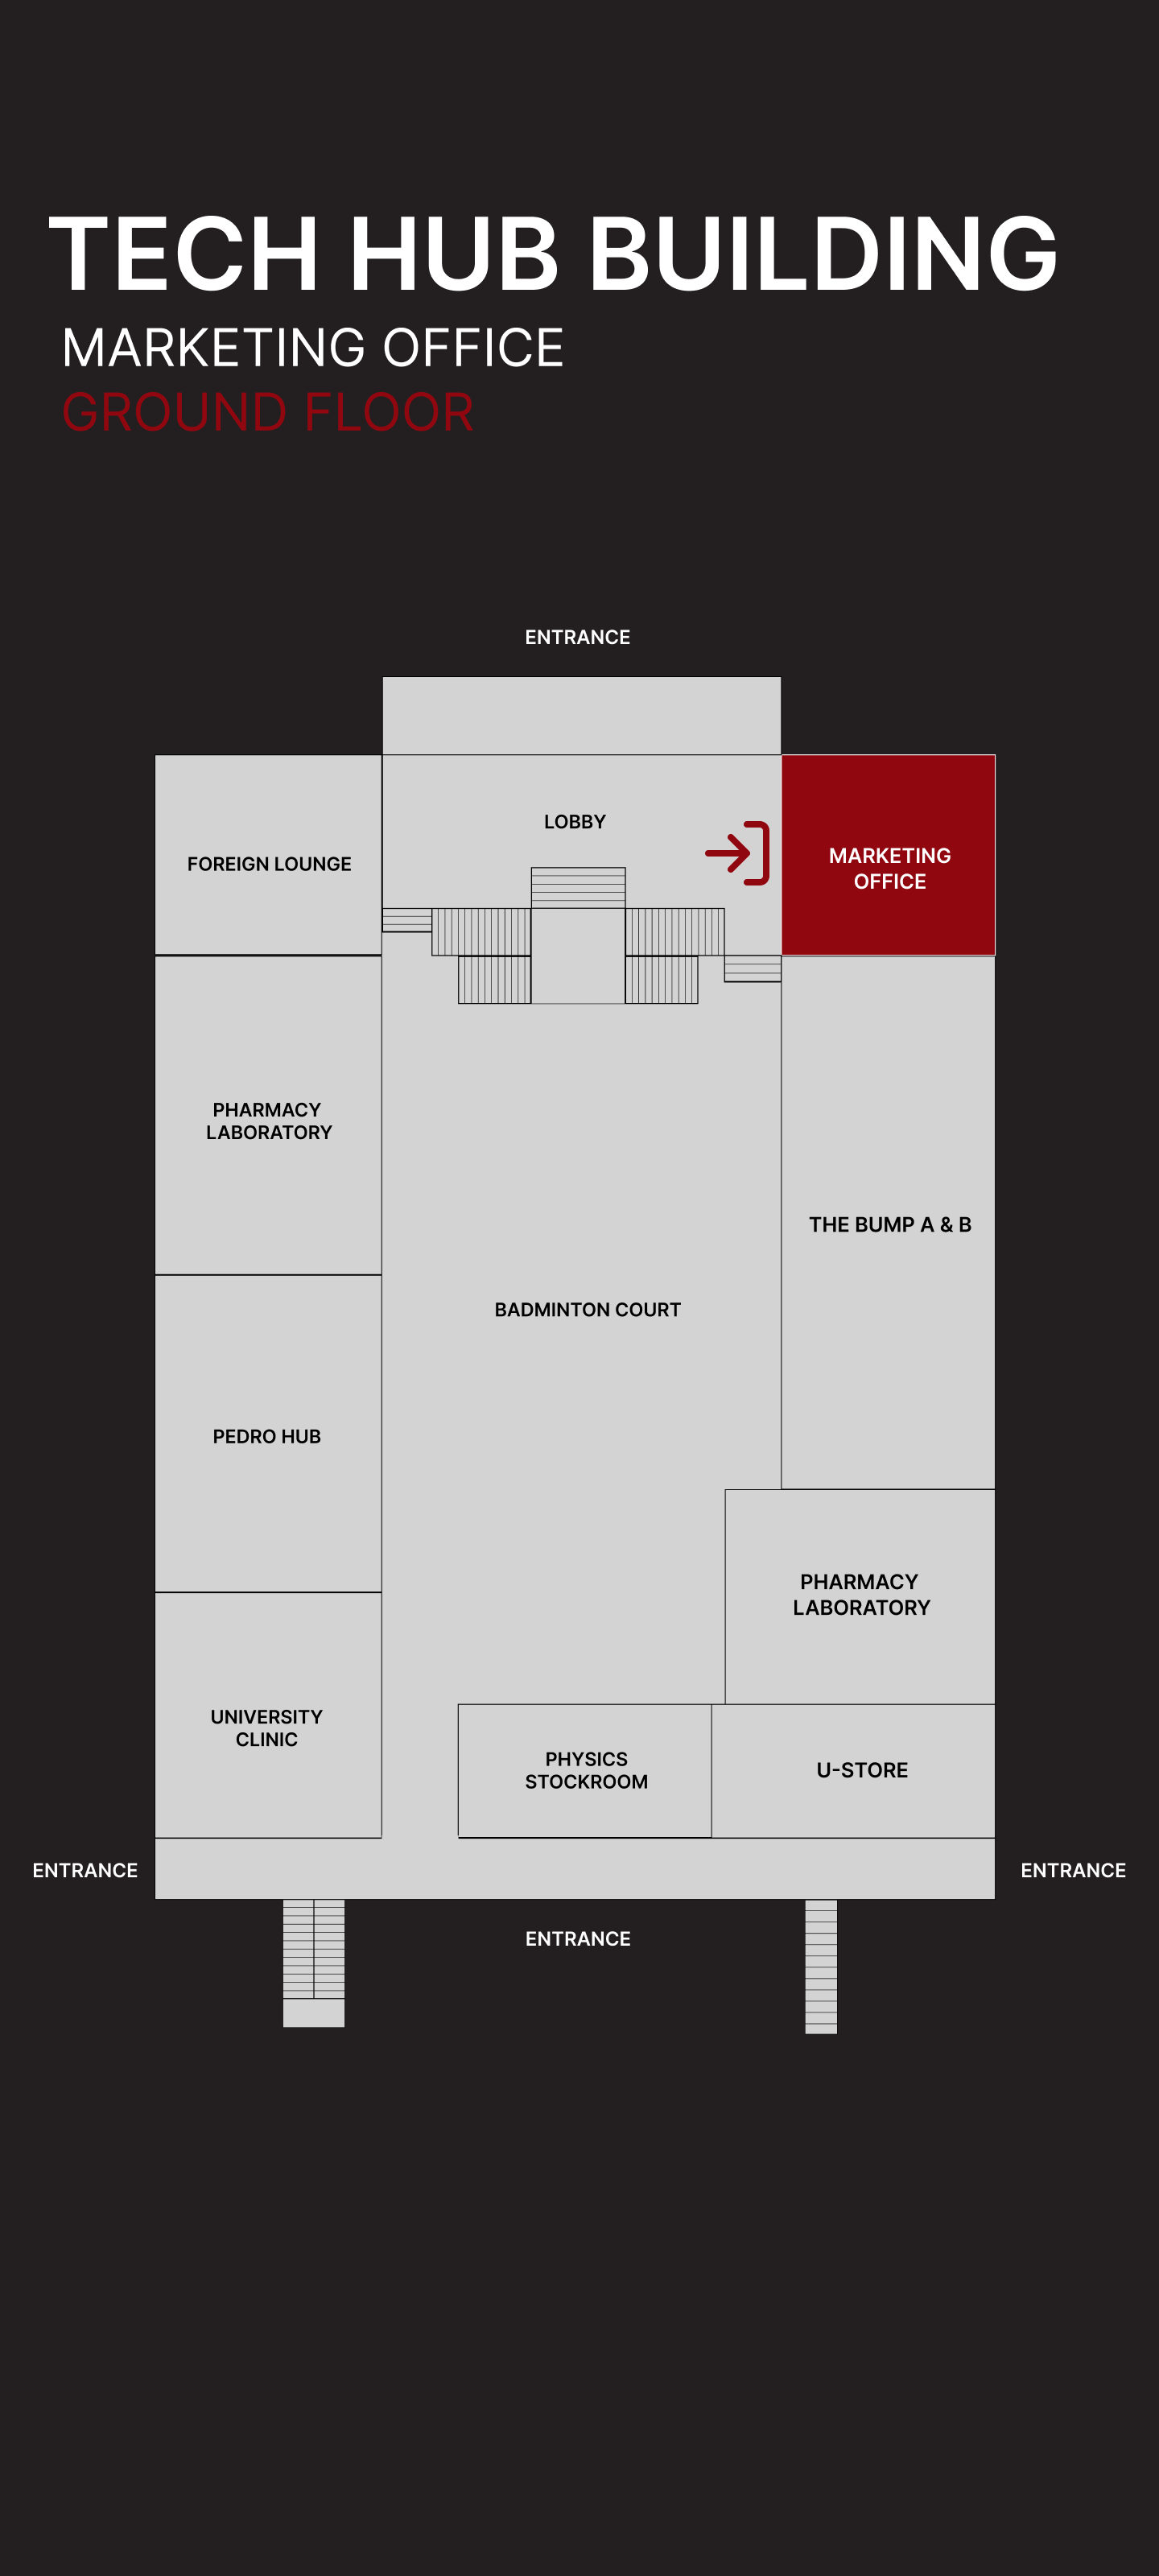 TECH HUB BUILDING
MARKETING OFFICE
GROUND FLOOR
ENTRANCE
LOBBY
FOREIGN LOUNGE
MARKETING
OFFICE
PHARMACY
LABORATORY
THE BUMP A & B
BADMINTON COURT
PEDRO HUB
PHARMACY
LABORATORY
UNIVERSITY
CLINIC
PHYSICS
STOCKROOM
U-STORE
ENTRANCE
ENTRANCE
ENTRANCE